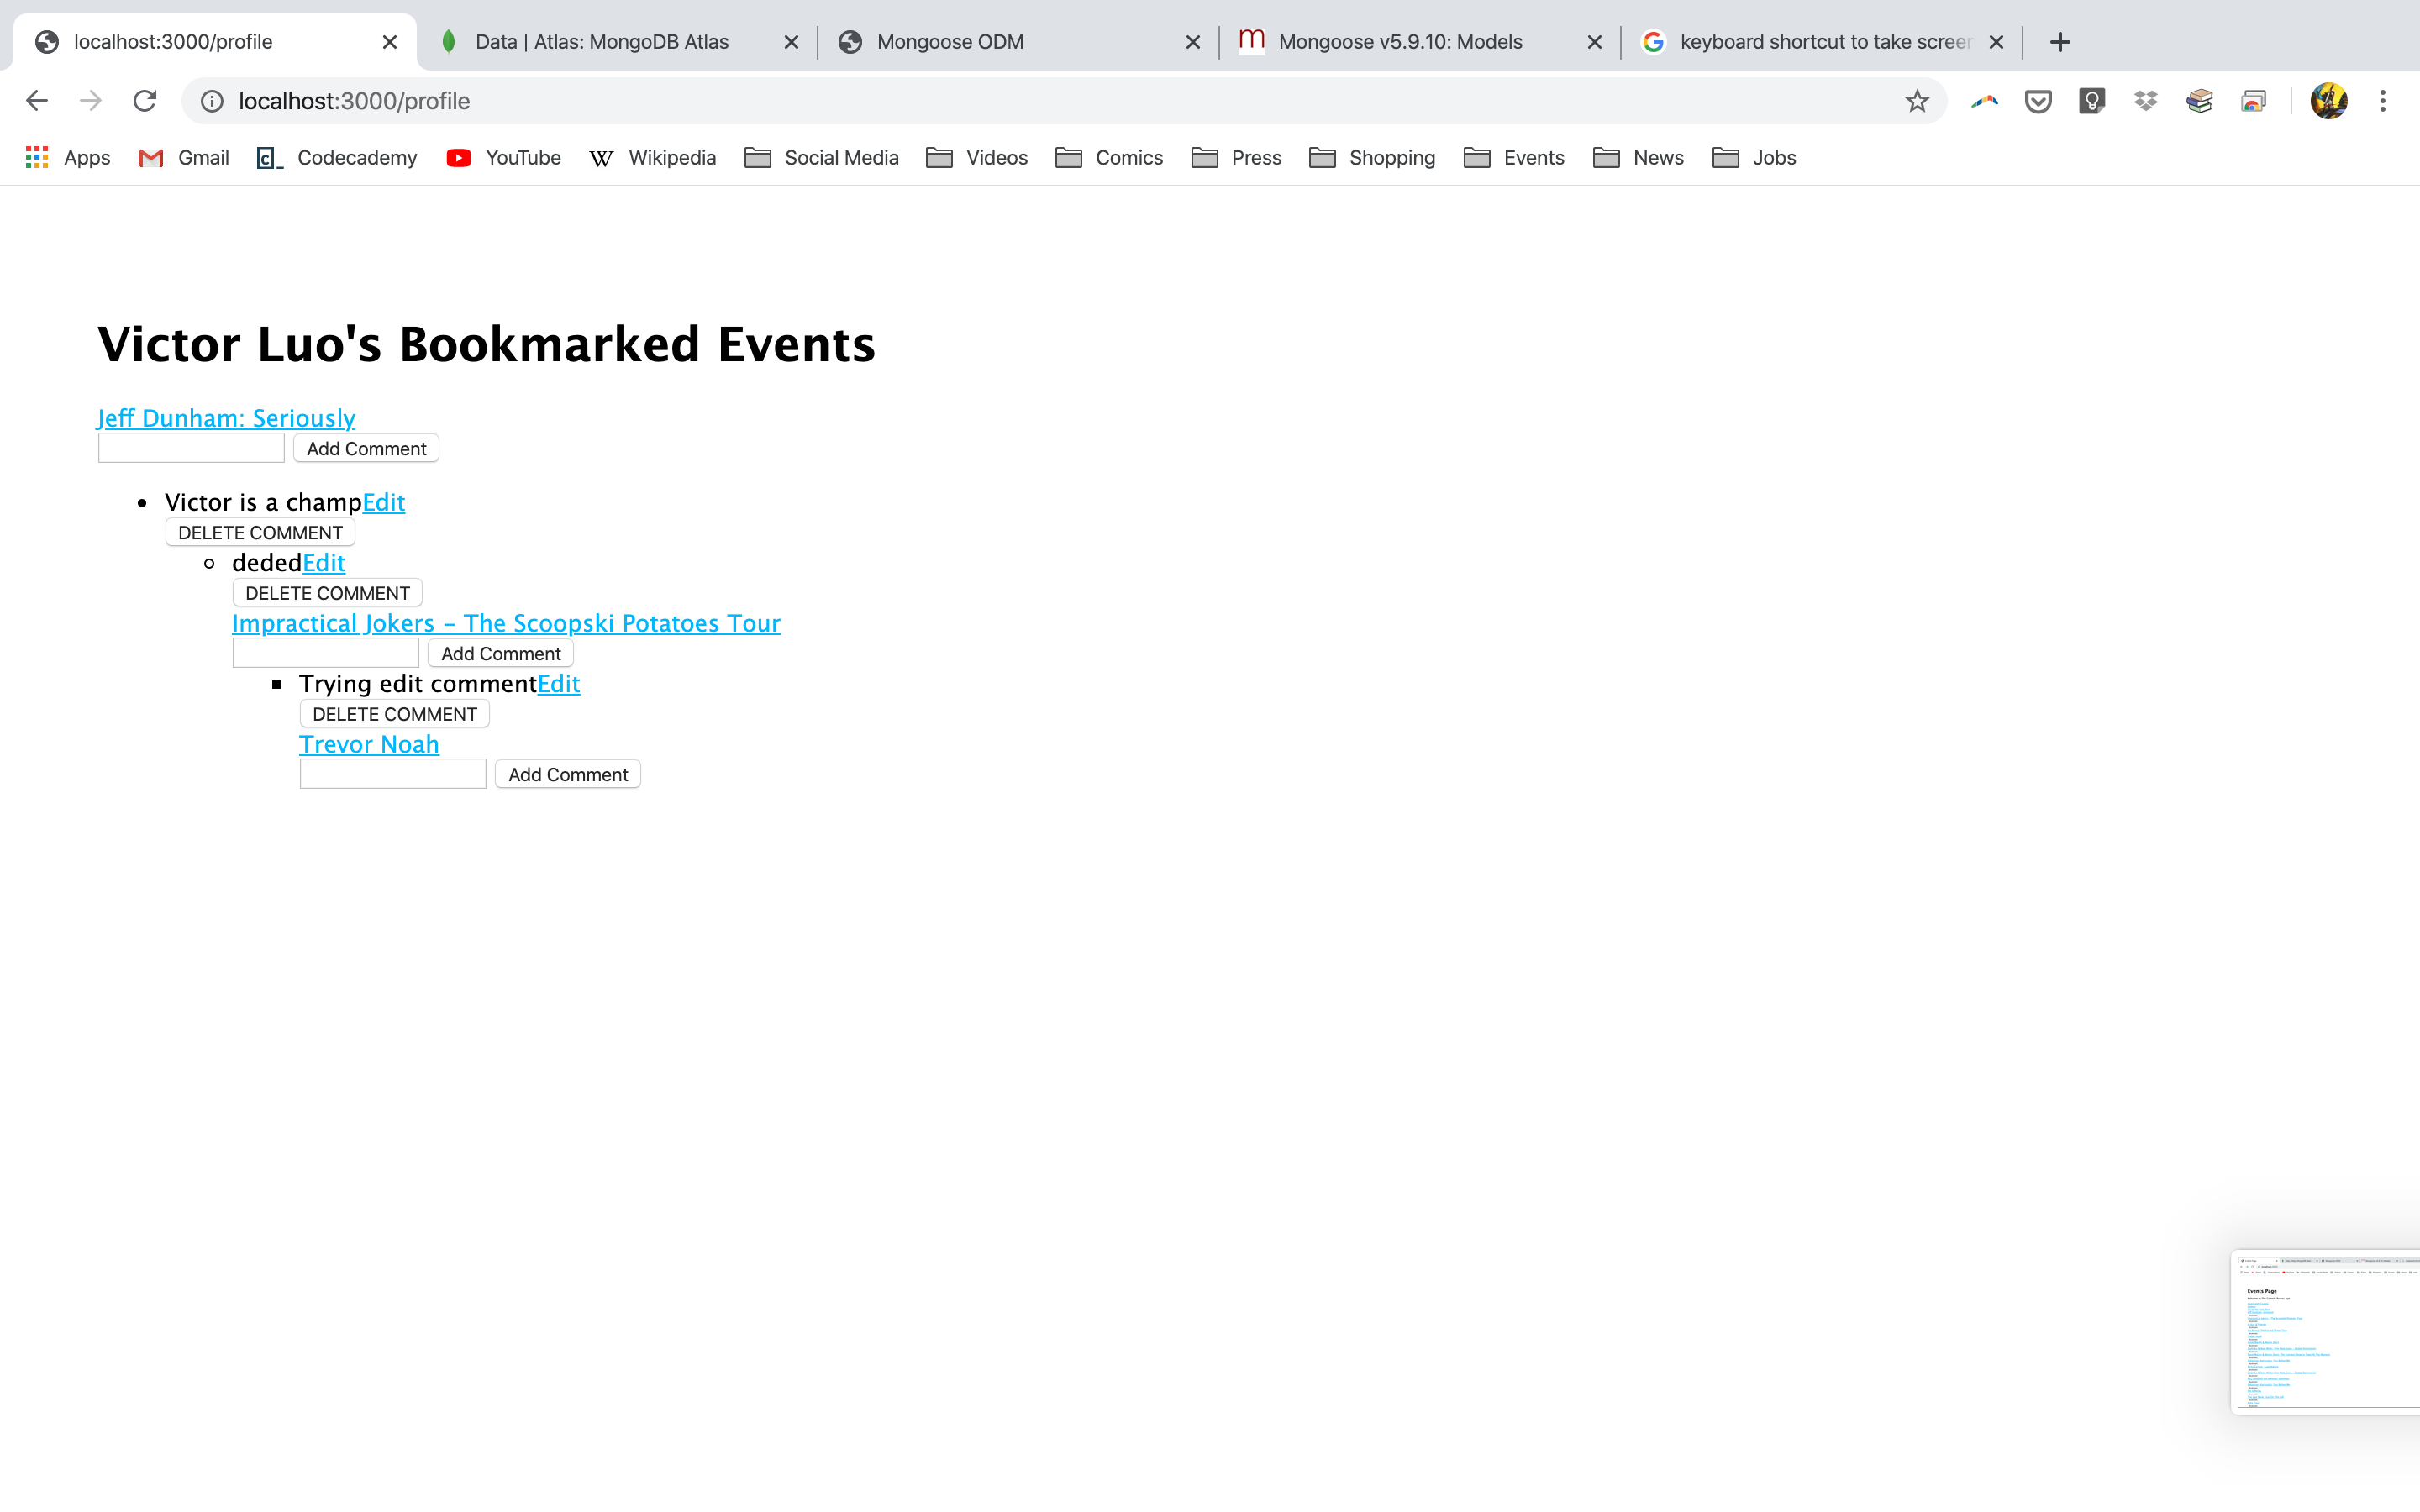 localhost:3000/profile
Data | Atlas: MongoDB Atlas
Mongoose ODM
Mongoose v5.9.10: Models
keyboard shortcut to take screen
localhost:3000/profile
Apps Gmail Codecademy YouTube Wikipedia Social Media Videos Comics Press Shopping Events News Jobs
Victor Luo's Bookmarked Events
Jeff Dunham: Seriously
Add Comment
Victor is a champEdit
DELETE COMMENT
dededEdit
DELETE COMMENT
Impractical Jokers – The Scoopski Potatoes Tour
Add Comment
Trying edit commentEdit
DELETE COMMENT
Trevor Noah
Add Comment
Events Page